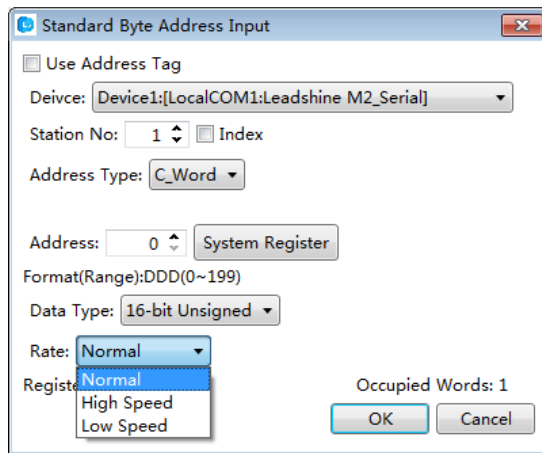 Standard Byte Address Input
Use Address Tag
Deivce: Device1:[LocalCOM1:Leadshine M2_Serial]
Station No: 1 Index
Address Type: C_Word
Address: 0 System Register
Format(Range):DDD(0~199)
Data Type: 16-bit Unsigned
Rate: Normal
Normal
Occupied Words: 1
High Speed
Low Speed
OK Cancel